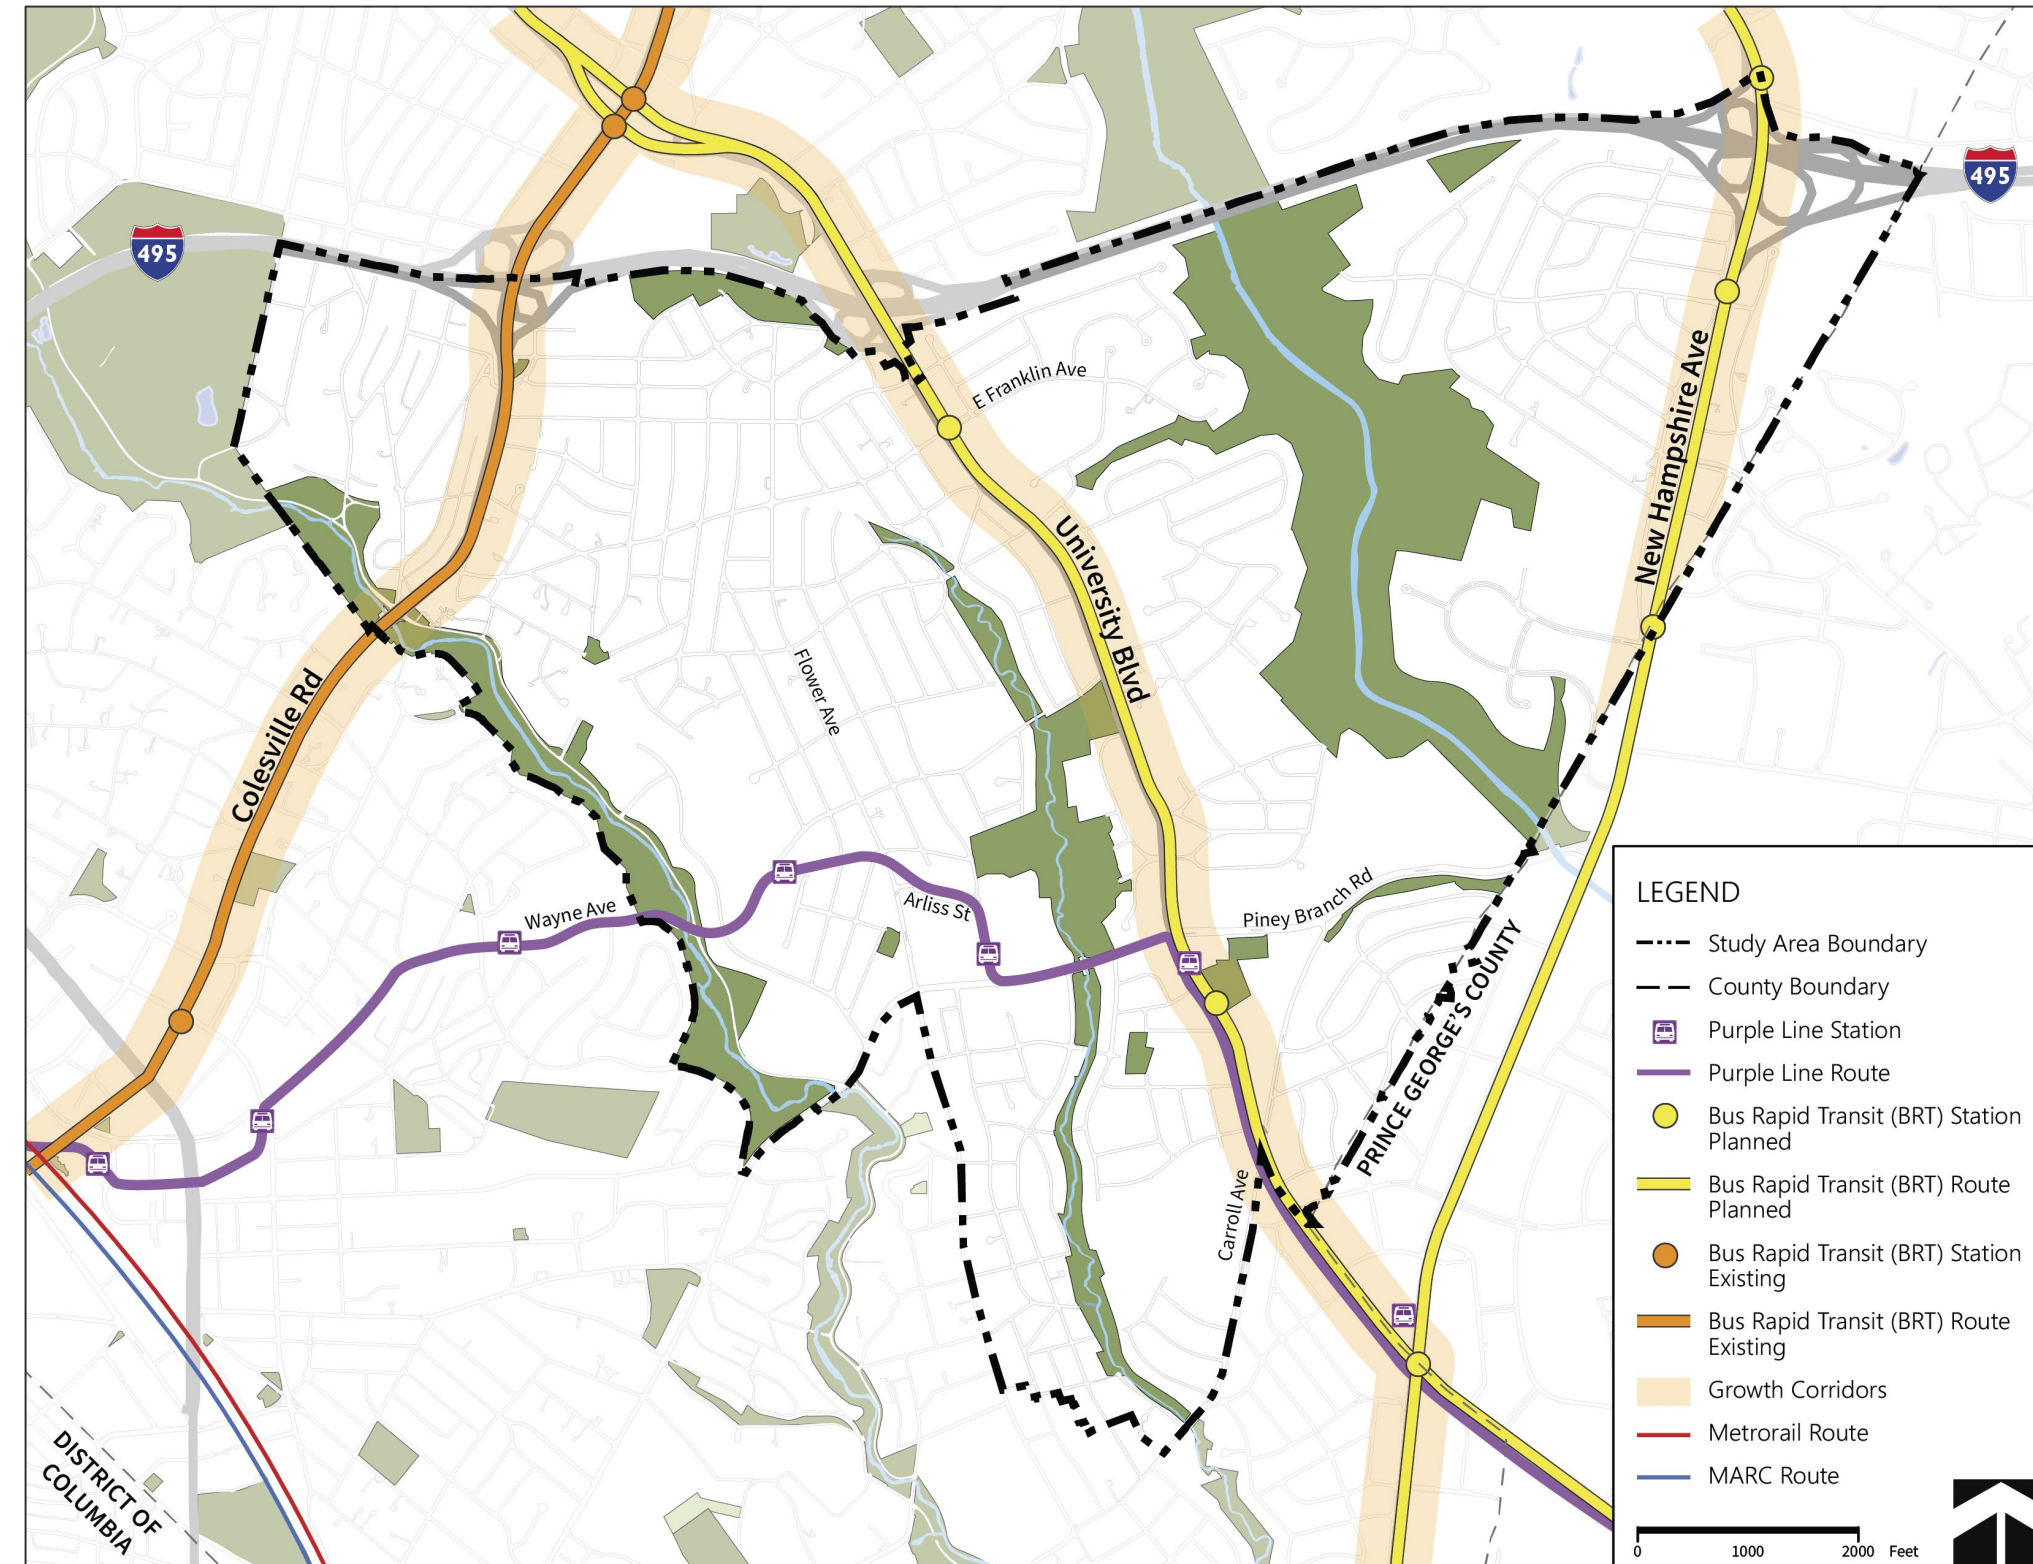 495
495
E Franklin Ave
New Hampshire Ave
University Blvd
Flower Ave
Colesville Rd
Wayne Ave
Arliss St
Piney Branch Rd
PRINCE GEORGE'S COUNTY
Carroll Ave
DISTRICT OF
COLUMBIA
LEGEND
Study Area Boundary
County Boundary
Purple Line Station
Purple Line Route
Bus Rapid Transit (BRT) Station
Planned
Bus Rapid Transit (BRT) Route
Planned
Bus Rapid Transit (BRT) Station
Existing
Bus Rapid Transit (BRT) Route
Existing
Growth Corridors
Metrorail Route
MARC Route
0 1000 2000 Feet